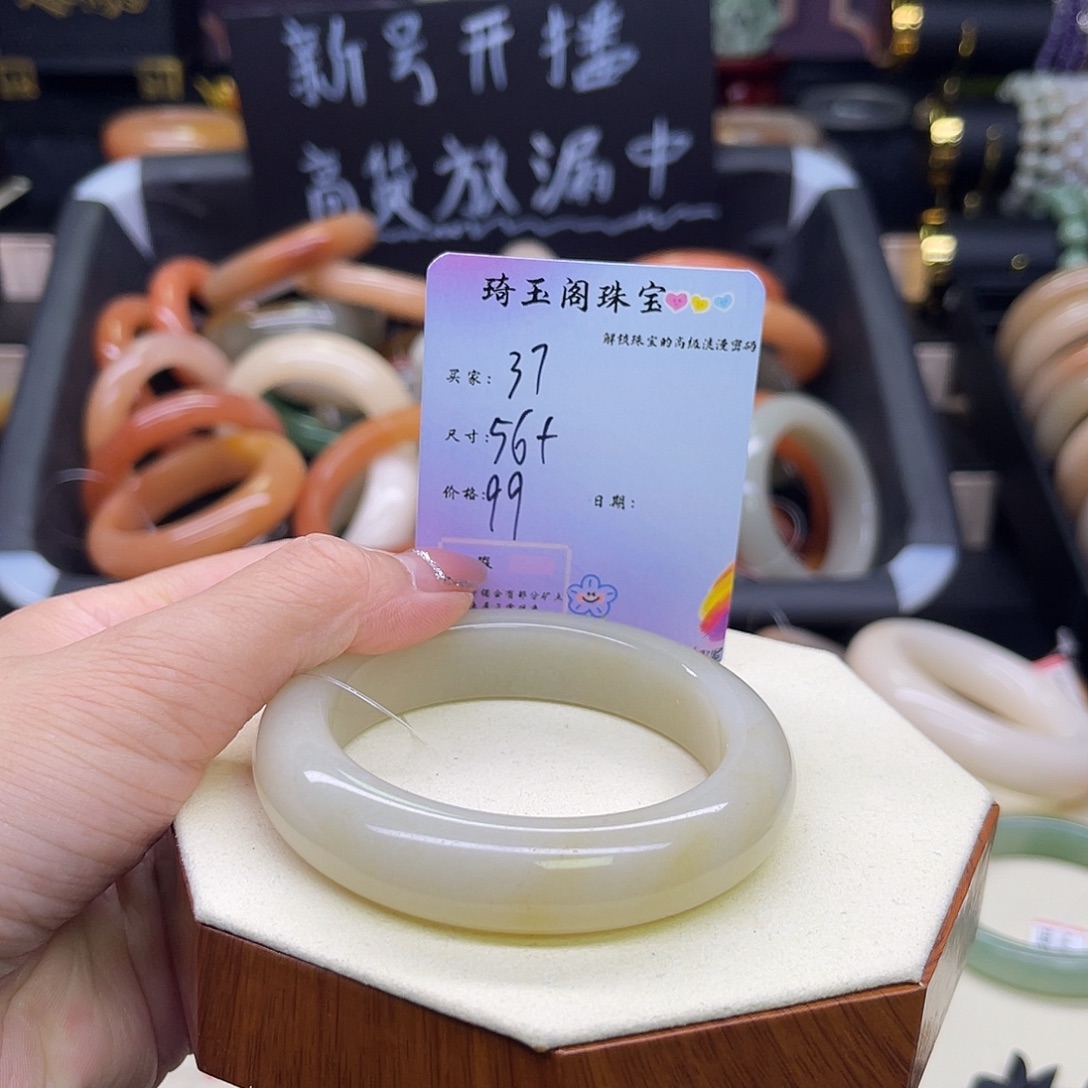 新号开播
高货放漏中
琦玉阁珠宝
解锁珠宝的高级浪漫密码
买家: 37
尺寸: 56+
价格: 99 日期: